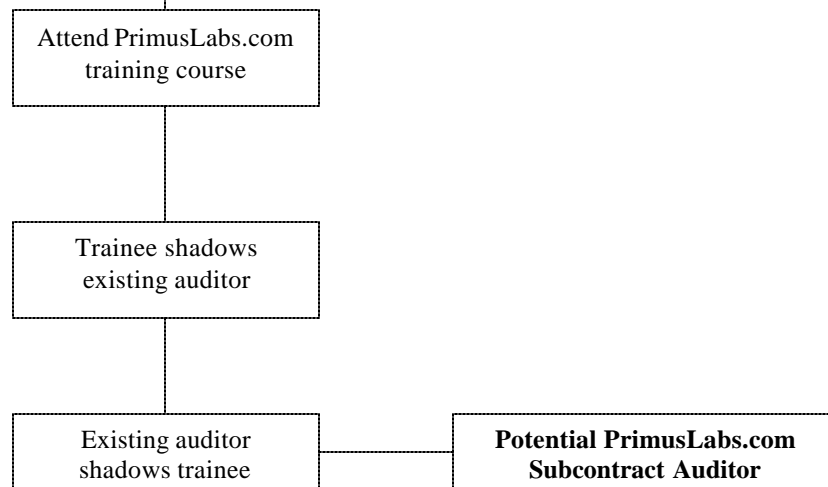 Attend PrimusLabs.com
training course
Trainee shadows
existing auditor
Existing auditor
shadows trainee
Potential PrimusLabs.com
Subcontract Auditor